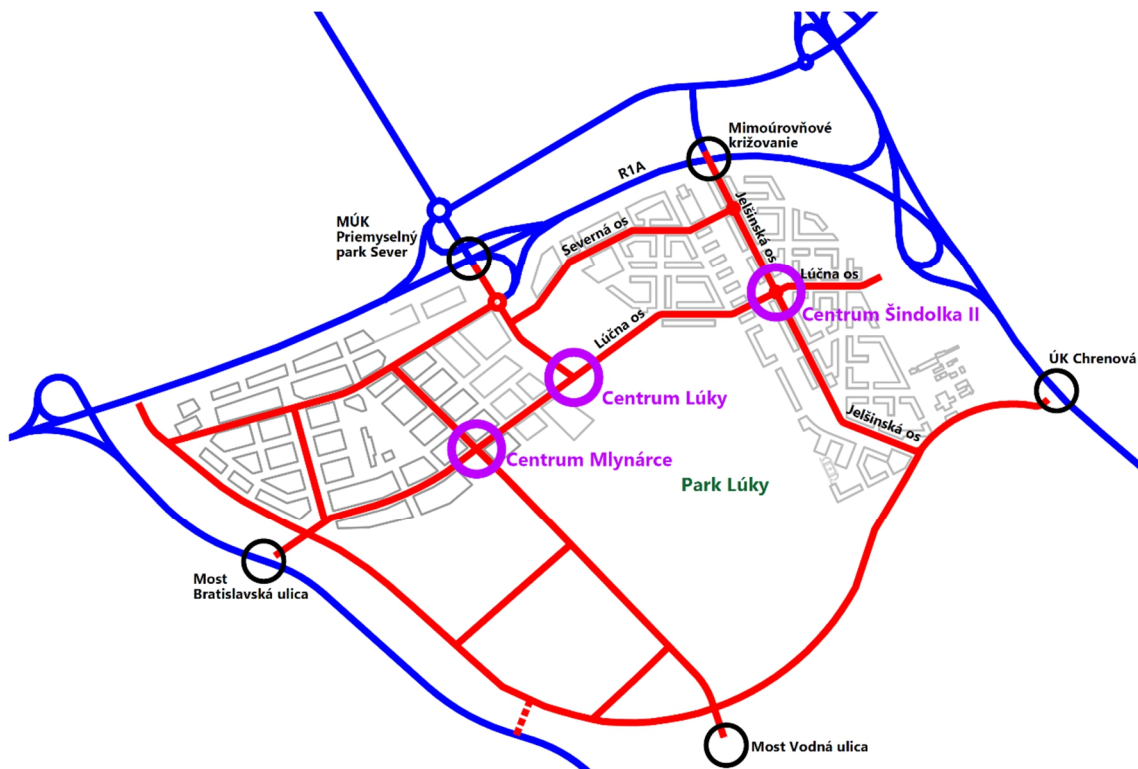 Mimoúrovňové
križovanie
R1A
MÚK
Priemyselný
park Sever
Severná os
Jelšinská os
Lúčna os
Centrum Šindolka II
Lúčna os
ÚK Chrenová
Centrum Lúky
Jelšinská os
Centrum Mlynárce
Park Lúky
Most
Bratislavská ulica
Most Vodná ulica